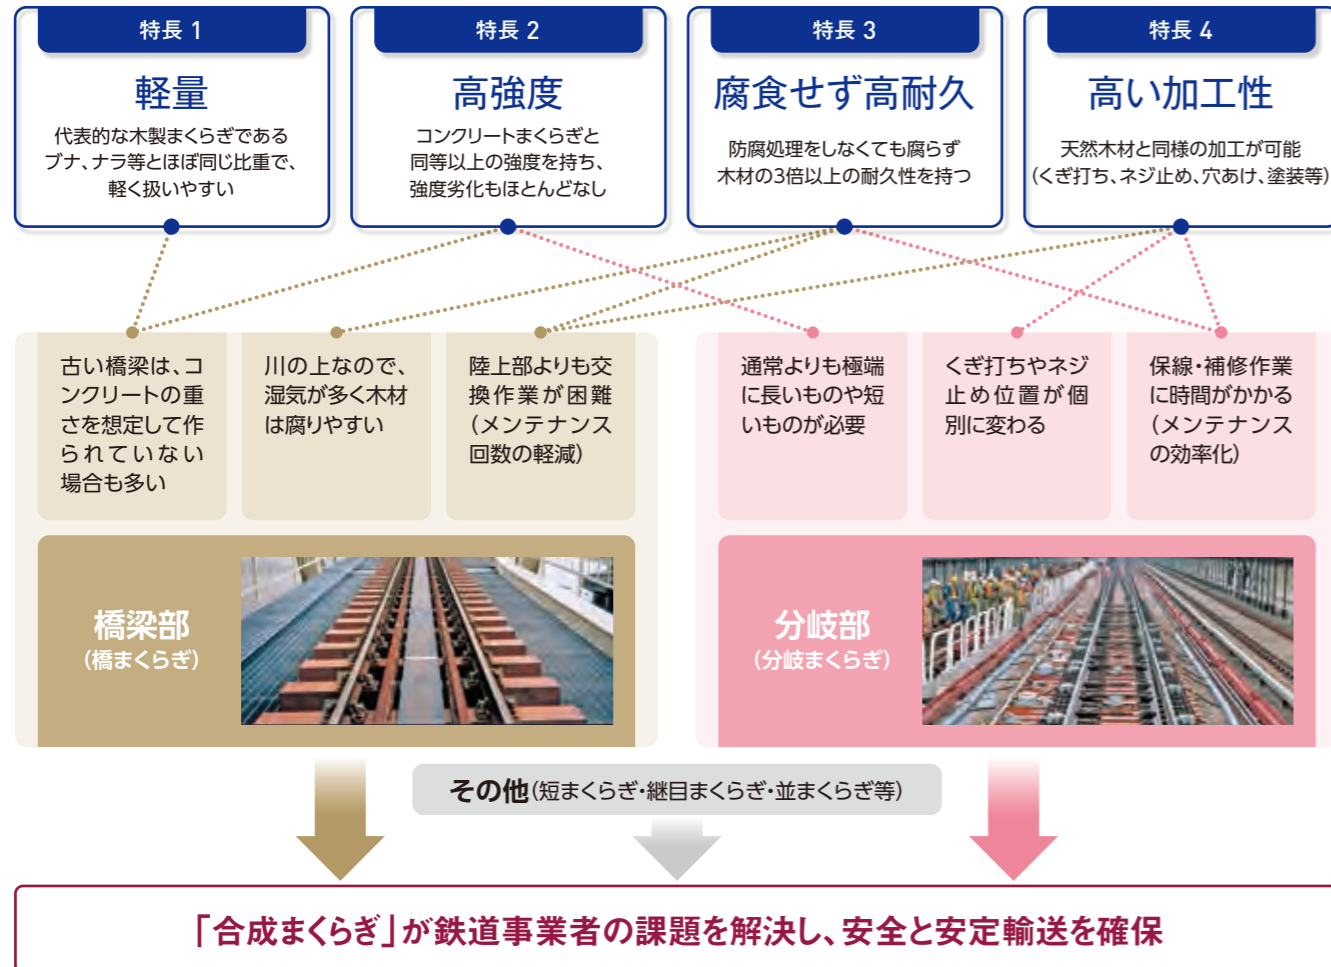 特長 1
軽量
代表的な木製まくらぎである
ブナ、ナラ等とほぼ同じ比重で、
軽く扱いやすい
特長 2
高強度
コンクリートまくらぎと
同等以上の強度を持ち、
強度劣化もほとんどなし
特長 3
腐食せず高耐久
防腐処理をしなくても腐らず
木材の3倍以上の耐久性を持つ
特長 4
高い加工性
天然木材と同様の加工が可能
(くぎ打ち、ネジ止め、穴あけ、塗装等)
古い橋梁は、コ
ンクリートの重
さを想定して作
られていない
場合も多い
川の上なので、
湿気が多く木材
は腐りやすい
陸上部よりも交
換作業が困難
(メンテナンス
回数の軽減)
通常よりも極端
に長いものや短
いものが必要
くぎ打ちやネジ
止め位置が個
別に変わる
保線・補修作業
に時間がかかる
(メンテナンス
の効率化)
橋梁部
(橋まくらぎ)
分岐部
(分岐まくらぎ)
その他(短まくらぎ・継目まくらぎ・並まくらぎ等)
「合成まくらぎ」が鉄道事業者の課題を解決し、安全と安定輸送を確保